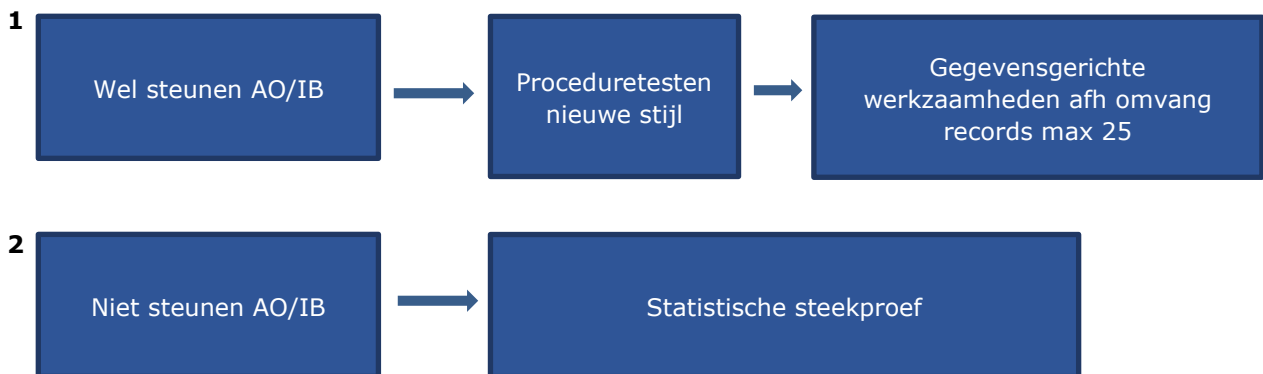 1
Wel steunen AO/IB
Proceduretesten
nieuwe stijl
Gegevensgerichte
werkzaamheden afh omvang
records max 25
2
Niet steunen AO/IB
Statistische steekproef